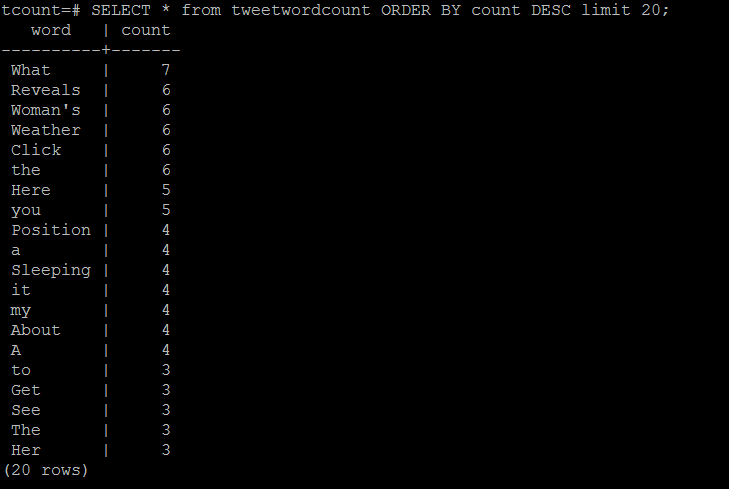 tcount=# SELECT * from tweetwordcount ORDER BY count DESC limit 20;
   word   | count
----------+-------
 What     |     7
 Reveals  |     6
 Woman's  |     6
 Weather  |     6
 Click    |     6
 the      |     6
 Here     |     5
 you      |     5
 Position |     4
 a        |     4
 Sleeping |     4
 it       |     4
 my       |     4
 About    |     4
 A        |     4
 to       |     3
 Get      |     3
 See      |     3
 The      |     3
 Her      |     3
(20 rows)